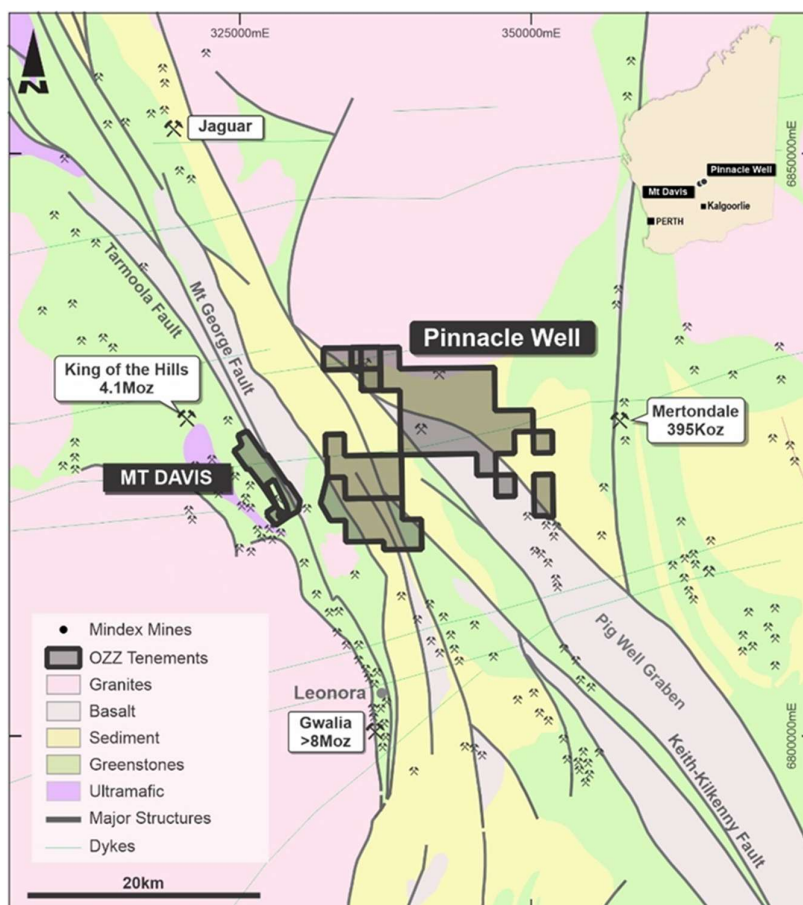 325000mE
350000mE
N
Jaguar
6850000mE
Pinnacle Well
Mt Davis
Kalgoorlie
PERTH
Tarmoola Fault
Mt George Fault
Pinnacle Well
King of the Hills
4.1Moz
Mertondale
395Koz
MT DAVIS
Pig Well Graben
Mindex Mines
OZZ Tenements
Granites
Basalt
Sediment
Greenstones
Ultramafic
Major Structures
Dykes
20km
Leonora
Gwalia
>8Moz
6800000mE
Keith-Kilkenny Fault